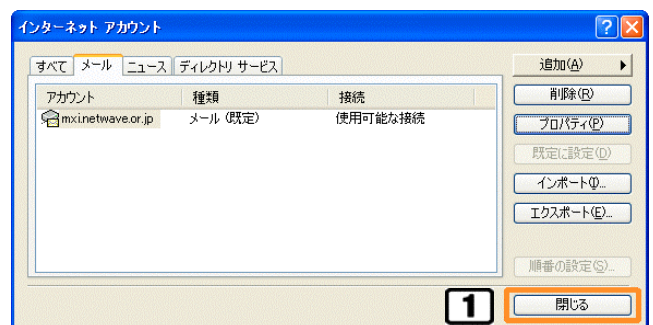 インターネット アカウント
すべて メール ニュース ディレクトリ サービス
追加(A)
アカウント 種類 接続
mxi.netwave.or.jp メール (既定) 使用可能な接続
削除(R)
プロパティ(P)
既定に設定(D)
インポート(I)...
エクスポート(E)...
順番の設定(S)...
1 閉じる